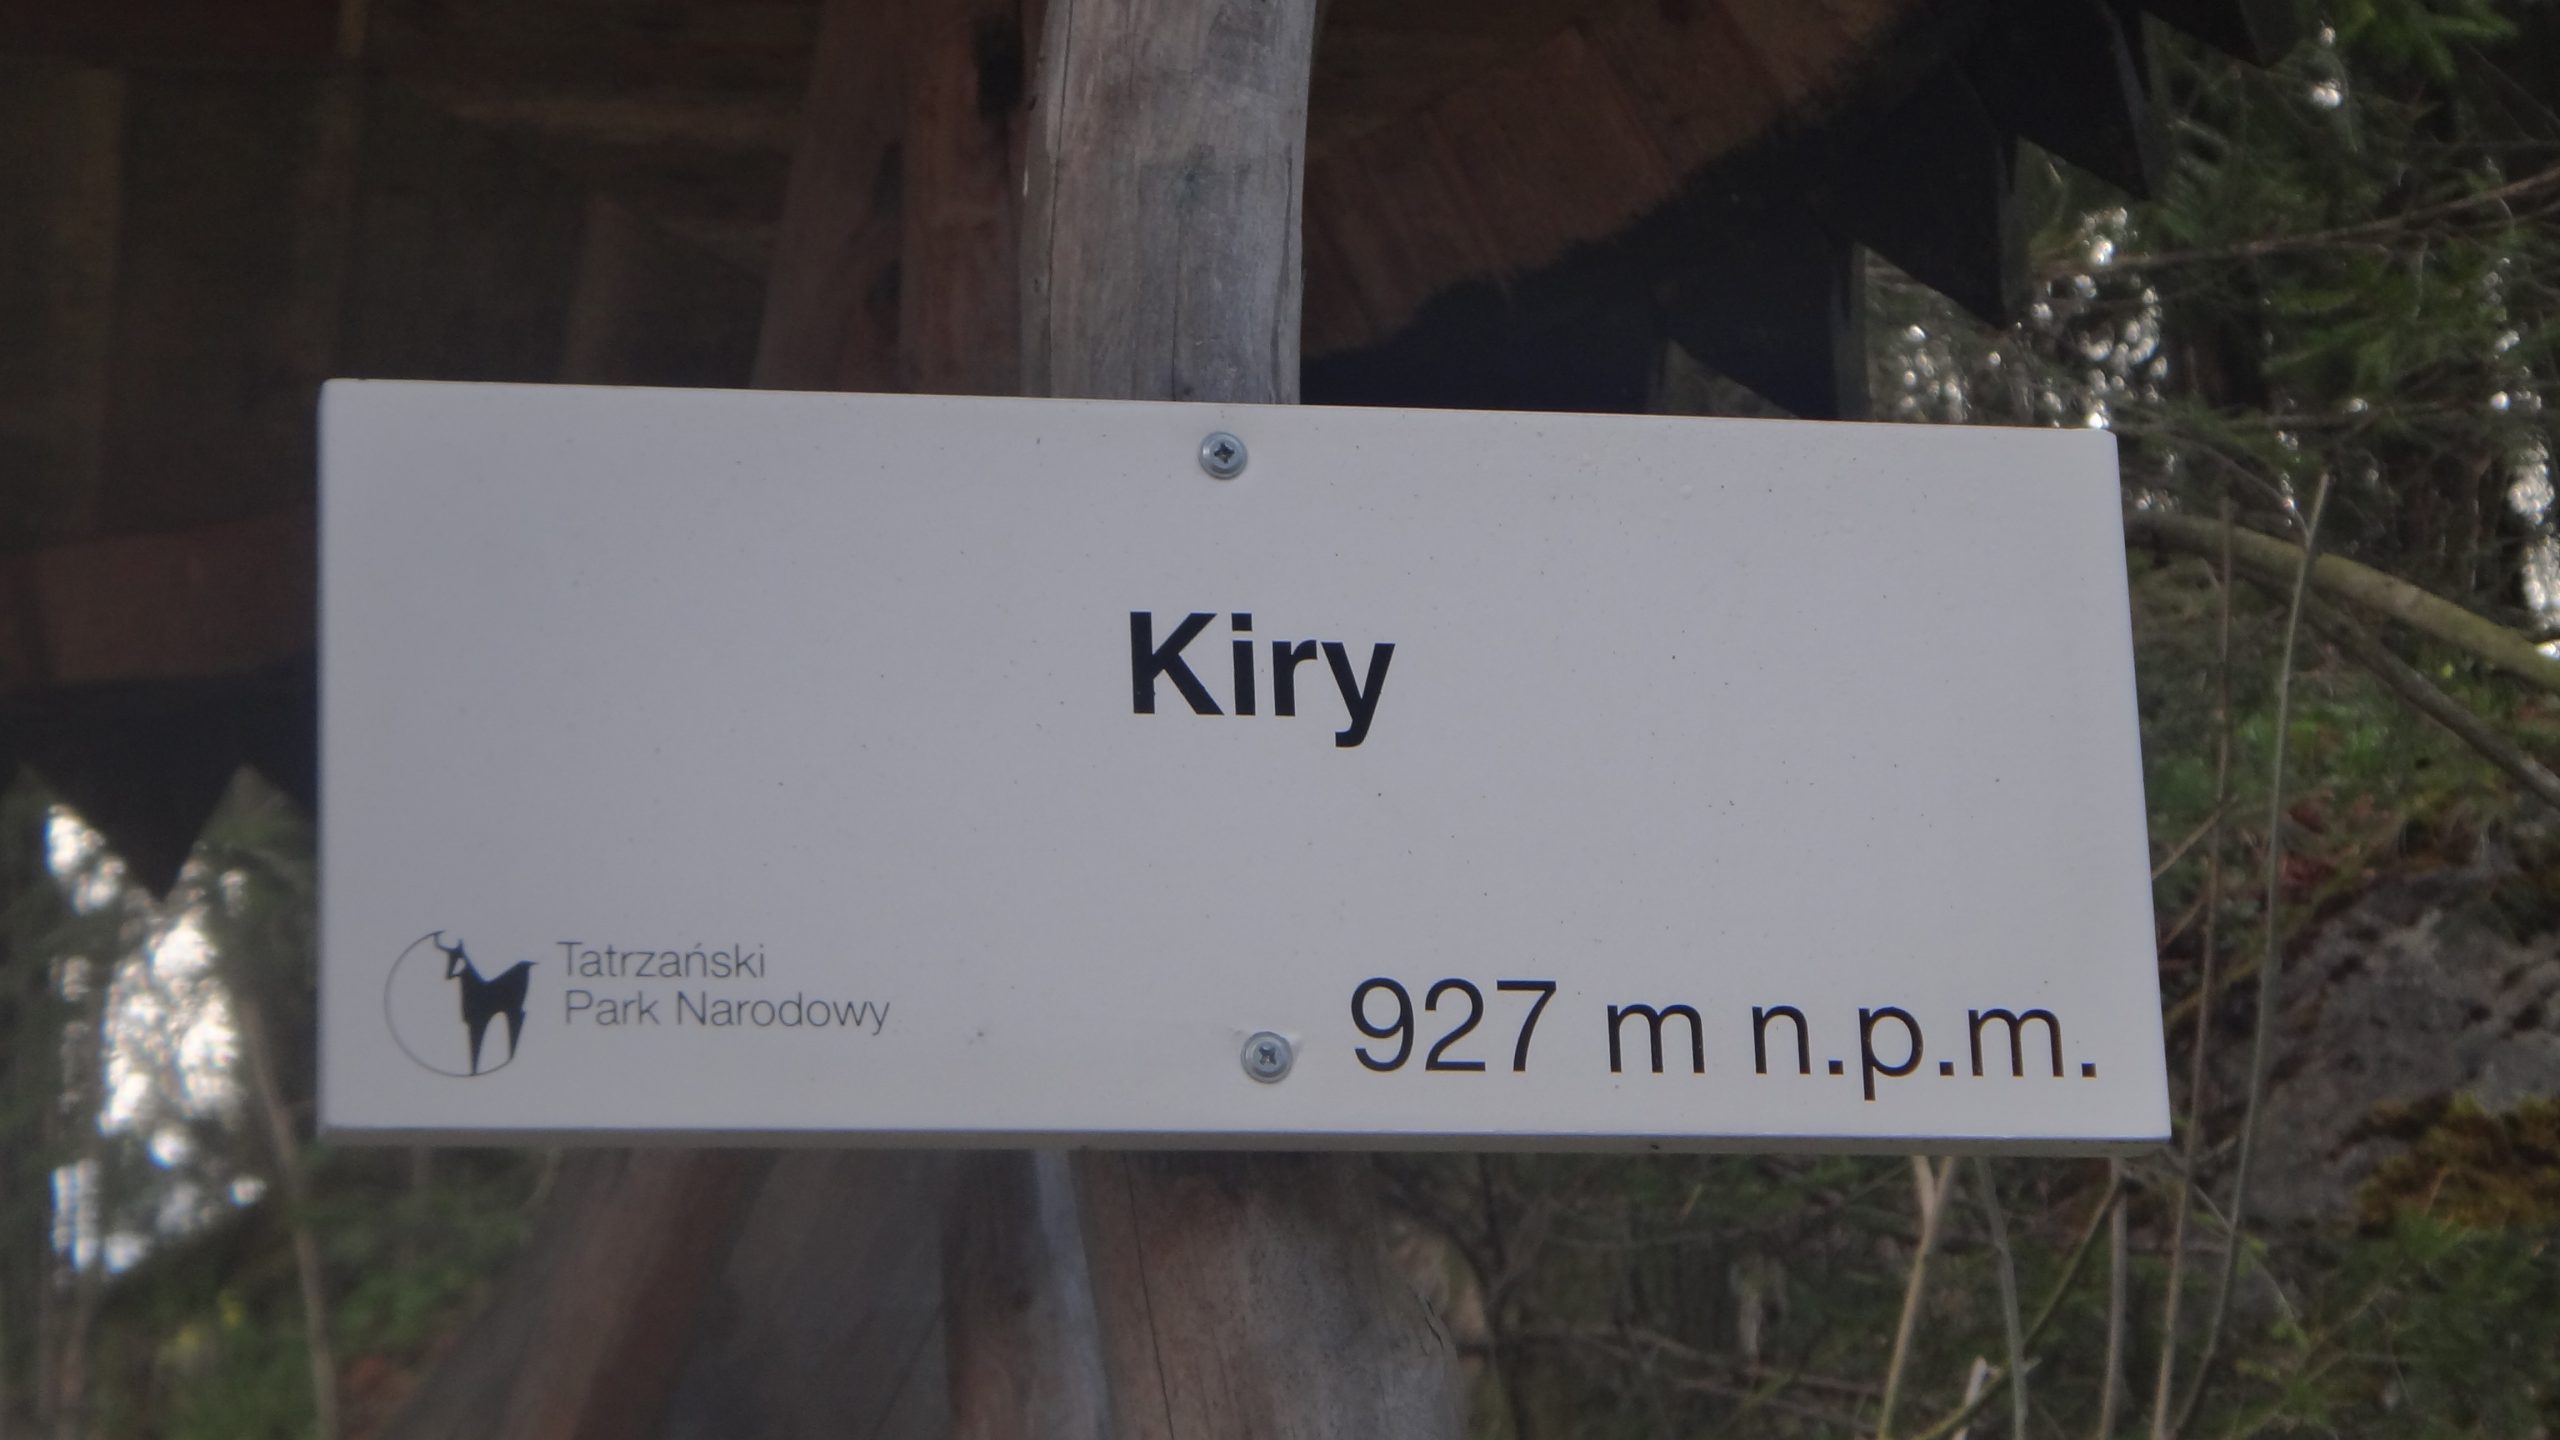 Kiry
Tatrzański
Park Narodowy
927 m n.p.m.